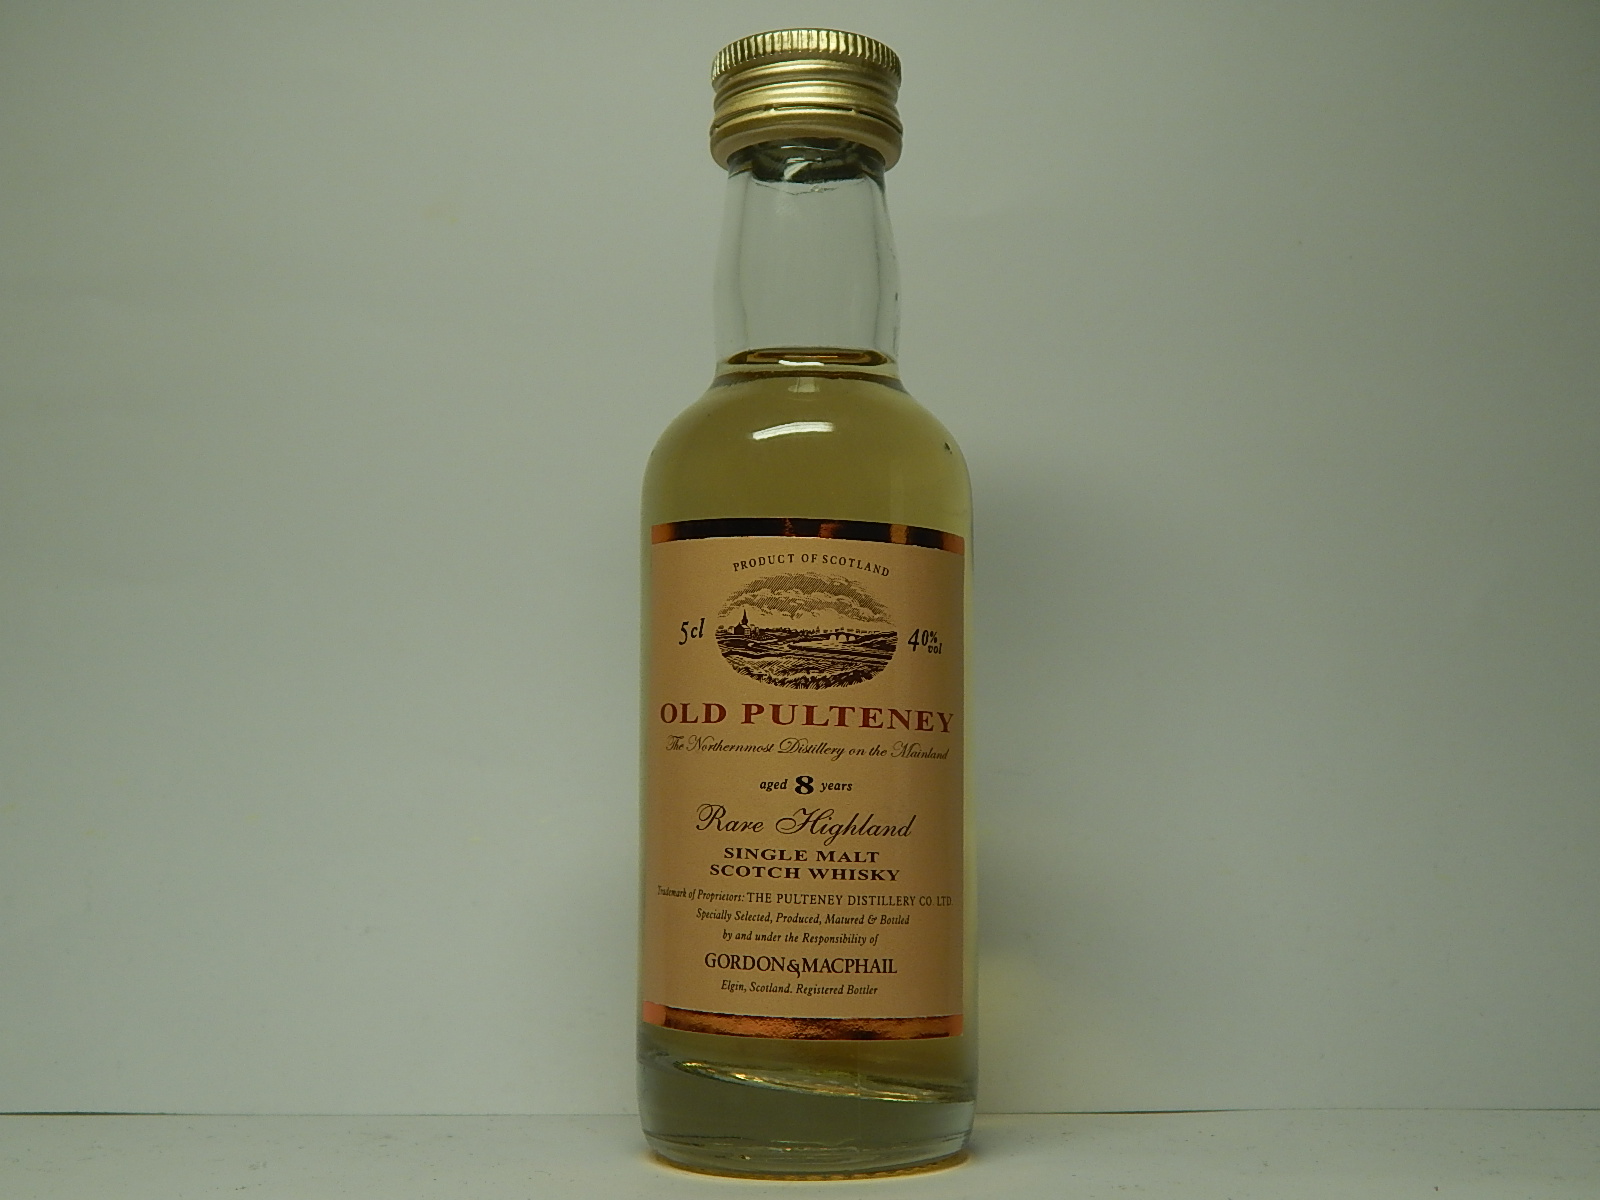 PRODUCT OF SCOTLAND
5cl
40% vol
OLD PULTENEY
The Northernmost Distillery on the Mainland
aged 8 years
Rare Highland
SINGLE MALT
SCOTCH WHISKY
Trademark of Proprietors: THE PULTENEY DISTILLERY CO. LTD.
Specially Selected, Produced, Matured & Bottled
by and under the Responsibility of
GORDON & MACPHAIL
Elgin, Scotland. Registered Bottler